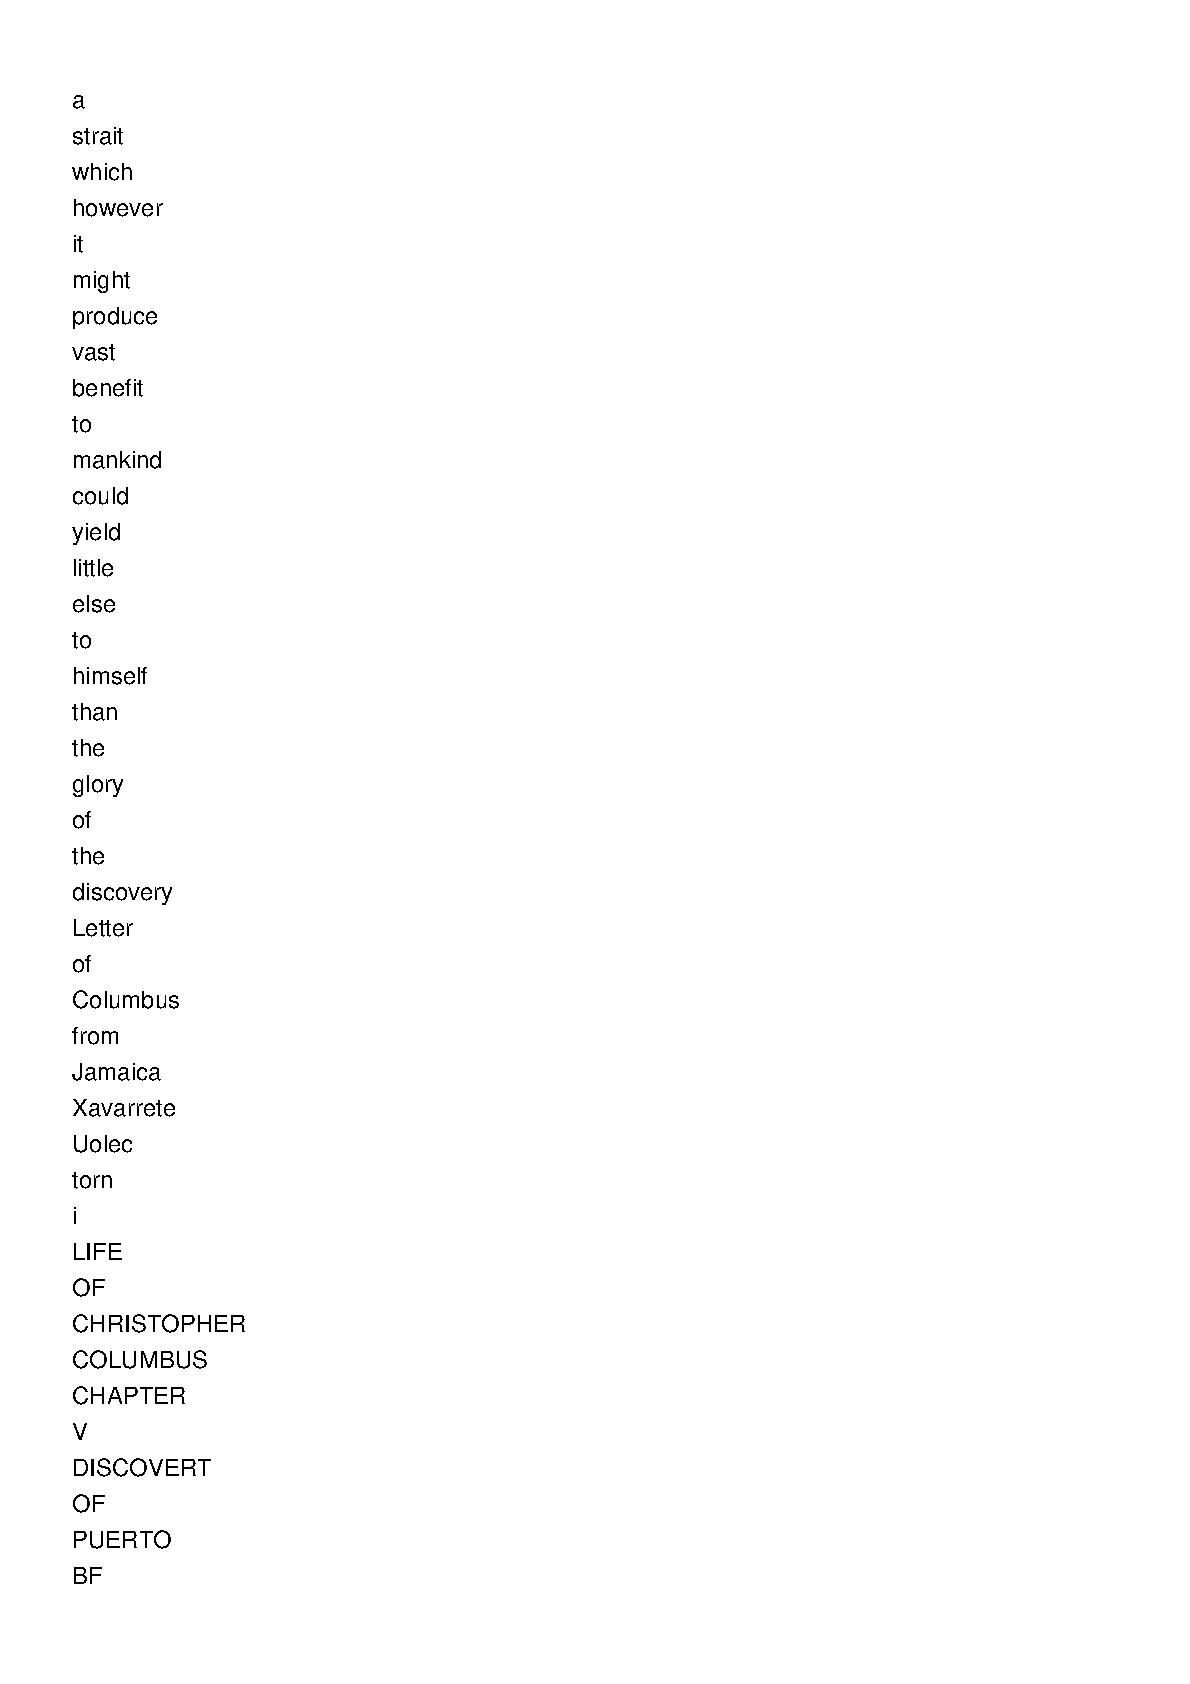 a
strait
which
however
it
might
produce
vast
benefit
to
mankind
could
yield
little
else
to
himself
than
the
glory
of
the
discovery
Letter
of
Columbus
from
Jamaica
Xavarrete
Uolec
torn
i
LIFE
OF
CHRISTOPHER
COLUMBUS
CHAPTER
V
DISCOVERT
OF
PUERTO
BF